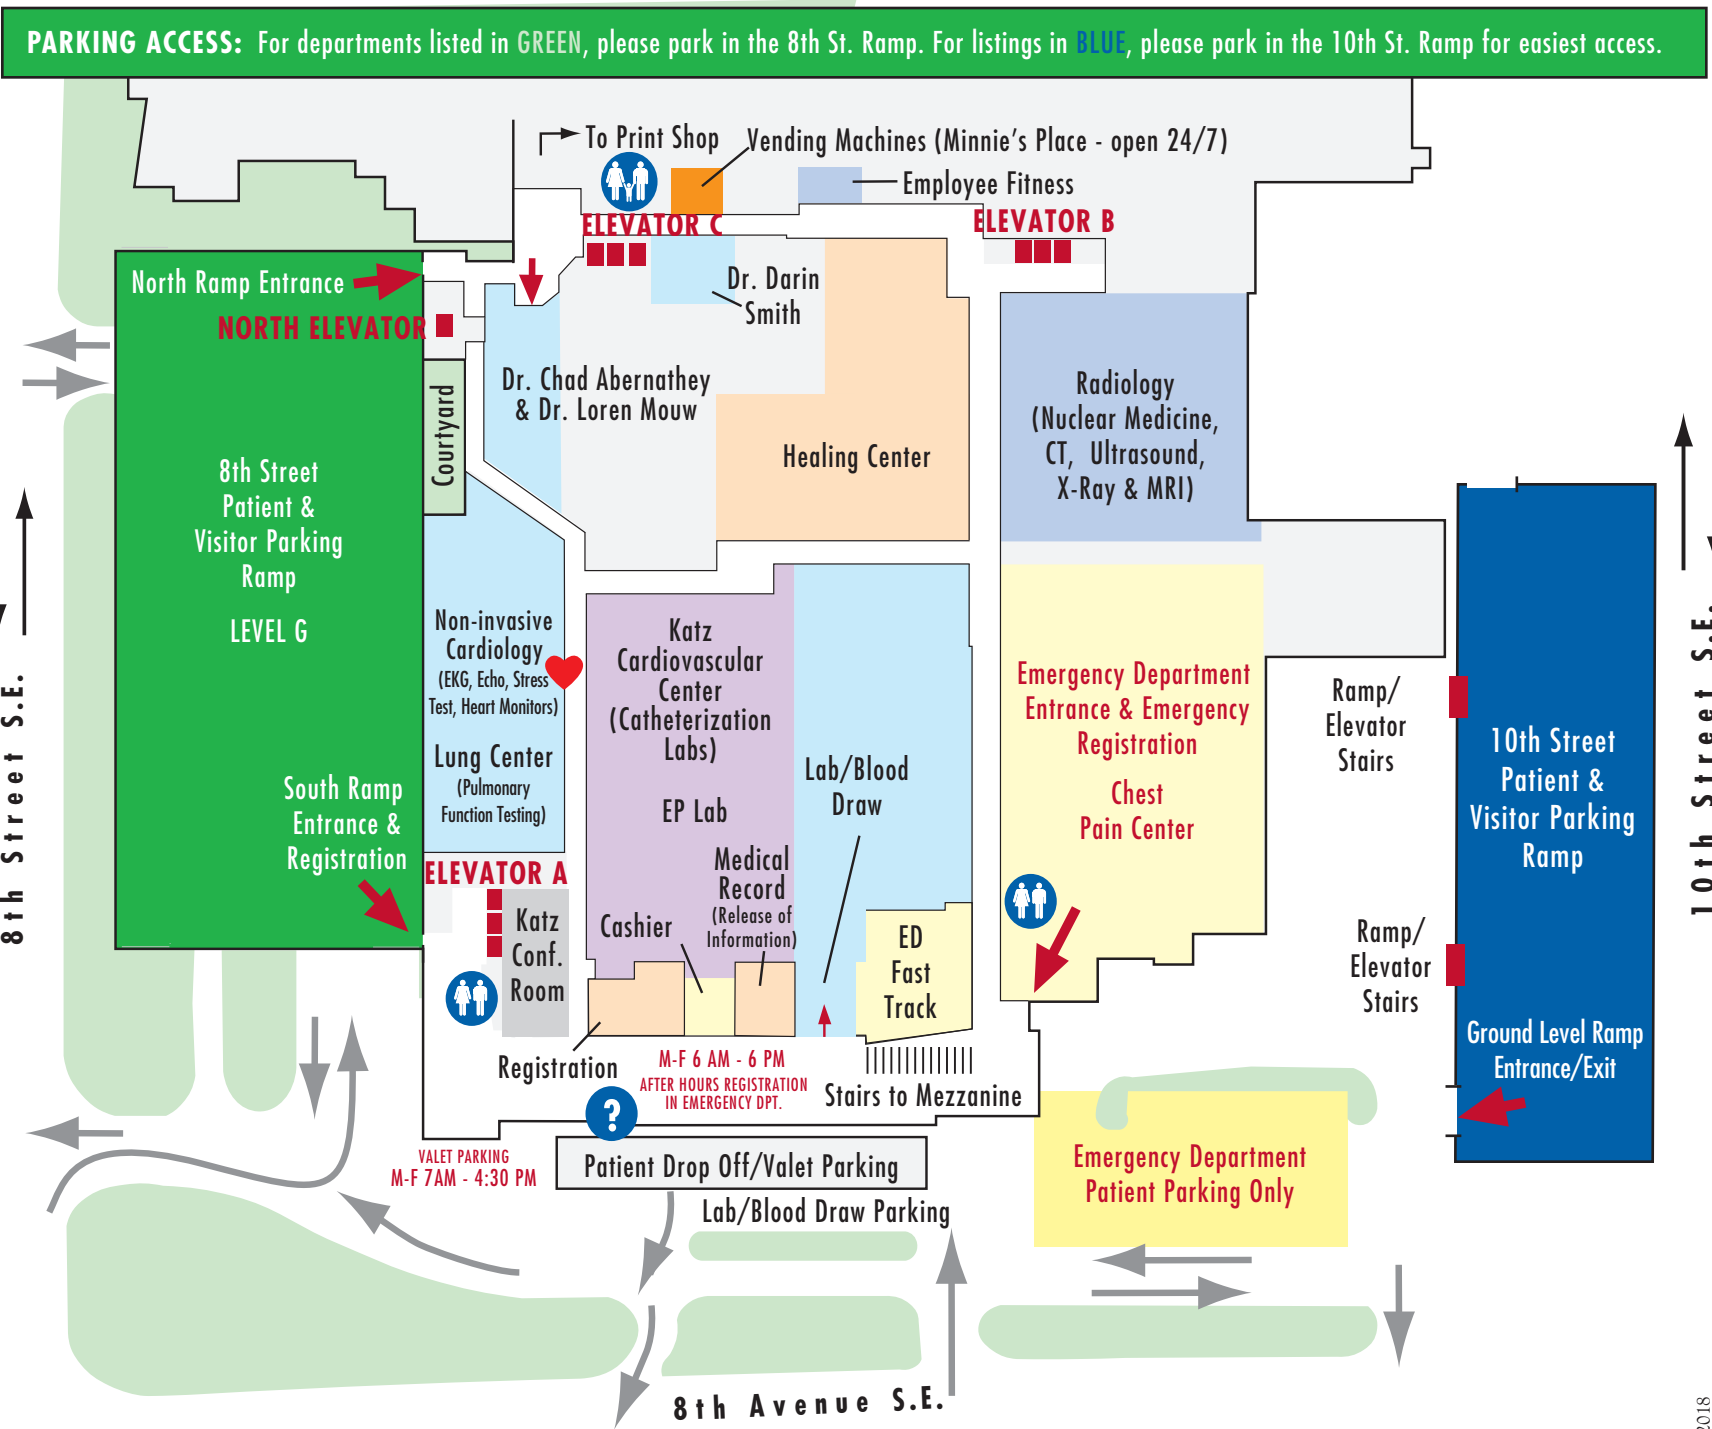 PARKING ACCESS: For departments listed in GREEN, please park in the 8th St. Ramp. For listings in BLUE, please park in the 10th St. Ramp for easiest access.
To Print Shop
Vending Machines (Minnie's Place - open 24/7)
Employee Fitness
ELEVATOR C
ELEVATOR B
North Ramp Entrance
NORTH ELEVATOR
Dr. Darin
Smith
Dr. Chad Abernathey
& Dr. Loren Mouw
Courtyard
Healing Center
Radiology
(Nuclear Medicine,
CT, Ultrasound,
X-Ray & MRI)
8th Street
Patient &
Visitor Parking
Ramp
LEVEL G
Non-invasive
Cardiology
(EKG, Echo, Stress
Test, Heart Monitors)
Lung Center
(Pulmonary
Function Testing)
Katz
Cardiovascular
Center
(Catheterization
Labs)
EP Lab
Lab/Blood
Draw
Emergency Department
Entrance & Emergency
Registration
Chest
Pain Center
Ramp/
Elevator
Stairs
10th Street
Patient &
Visitor Parking
Ramp
8th Street S.E.
10th Street S.E.
South Ramp
Entrance &
Registration
ELEVATOR A
Katz
Conf.
Room
Cashier
Medical
Record
(Release of
Information)
ED
Fast
Track
Ramp/
Elevator
Stairs
Ground Level Ramp
Entrance/Exit
Registration
M-F 6 AM - 6 PM
AFTER HOURS REGISTRATION
IN EMERGENCY DPT.
Stairs to Mezzanine
?
VALET PARKING
M-F 7AM - 4:30 PM
Patient Drop Off/Valet Parking
Lab/Blood Draw Parking
Emergency Department
Patient Parking Only
8th Avenue S.E.
2018